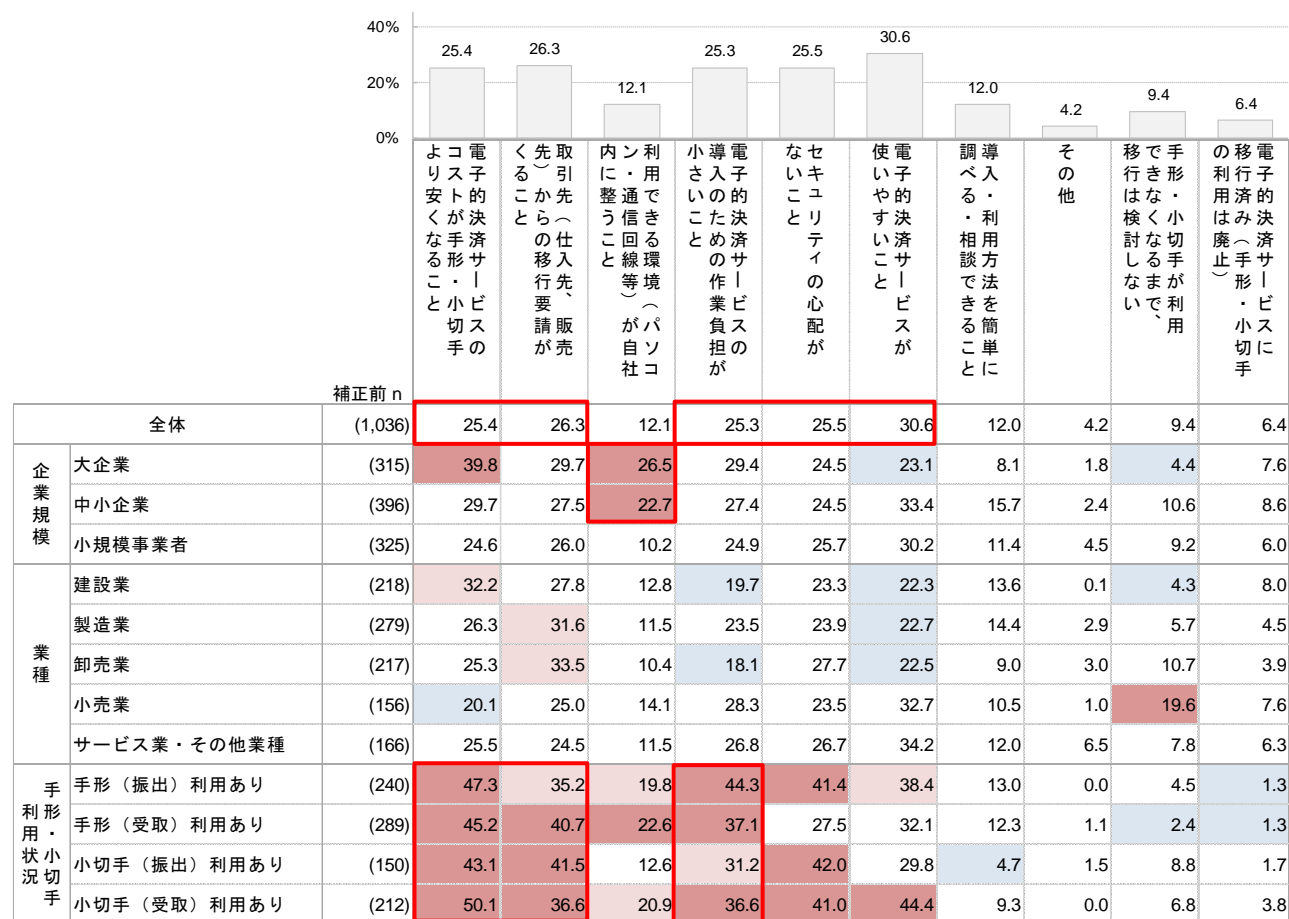 40%
20%
0%
25.4
26.3
12.1
25.3
25.5
30.6
12.0
4.2
9.4
6.4
電子的決済サービスの
コストが手形・小切手
より安くなること
取引先（仕入先、販売
先）からの移行要請が
くること
利用できる環境（パソコ
ン・通信回線等）が自社
内に整うこと
電子的決済サービスの
導入のための作業負担が
小さいこと
セキュリティの心配が
ないこと
電子的決済サービスが
使いやすいこと
導入・利用方法を簡単に
調べる・相談できること
その他
手形・小切手が利用
できなくなるまで、
移行は検討しない
電子的決済サービスに
移行済み（手形・小切手
の利用は廃止）
補正前 n
全体 (1,036) 25.4 26.3 12.1 25.3 25.5 30.6 12.0 4.2 9.4 6.4
企業規模
大企業 (315) 39.8 29.7 26.5 29.4 24.5 23.1 8.1 1.8 4.4 7.6
中小企業 (396) 29.7 27.5 22.7 27.4 24.5 33.4 15.7 2.4 10.6 8.6
小規模事業者 (325) 24.6 26.0 10.2 24.9 25.7 30.2 11.4 4.5 9.2 6.0
業種
建設業 (218) 32.2 27.8 12.8 19.7 23.3 22.3 13.6 0.1 4.3 8.0
製造業 (279) 26.3 31.6 11.5 23.5 23.9 22.7 14.4 2.9 5.7 4.5
卸売業 (217) 25.3 33.5 10.4 18.1 27.7 22.5 9.0 3.0 10.7 3.9
小売業 (156) 20.1 25.0 14.1 28.3 23.5 32.7 10.5 1.0 19.6 7.6
サービス業・その他業種 (166) 25.5 24.5 11.5 26.8 26.7 34.2 12.0 6.5 7.8 6.3
手形・小切手
利用状況
手形（振出）利用あり (240) 47.3 35.2 19.8 44.3 41.4 38.4 13.0 0.0 4.5 1.3
手形（受取）利用あり (289) 45.2 40.7 22.6 37.1 27.5 32.1 12.3 1.1 2.4 1.3
小切手（振出）利用あり (150) 43.1 41.5 12.6 31.2 42.0 29.8 4.7 1.5 8.8 1.7
小切手（受取）利用あり (212) 50.1 36.6 20.9 36.6 41.0 44.4 9.3 0.0 6.8 3.8